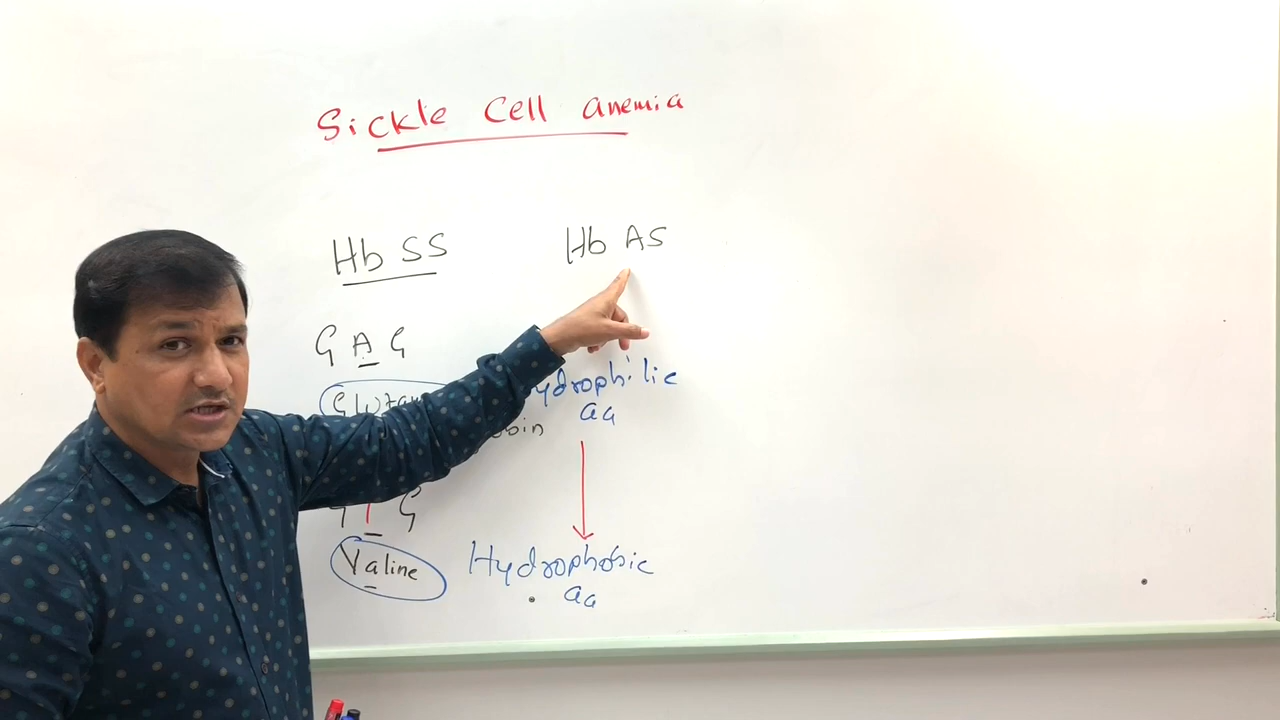 Sickle Cell anemia
Hb SS Hb AS
G A G
hydrophilic
aa
G T G
Valine Hydrophobic
aa